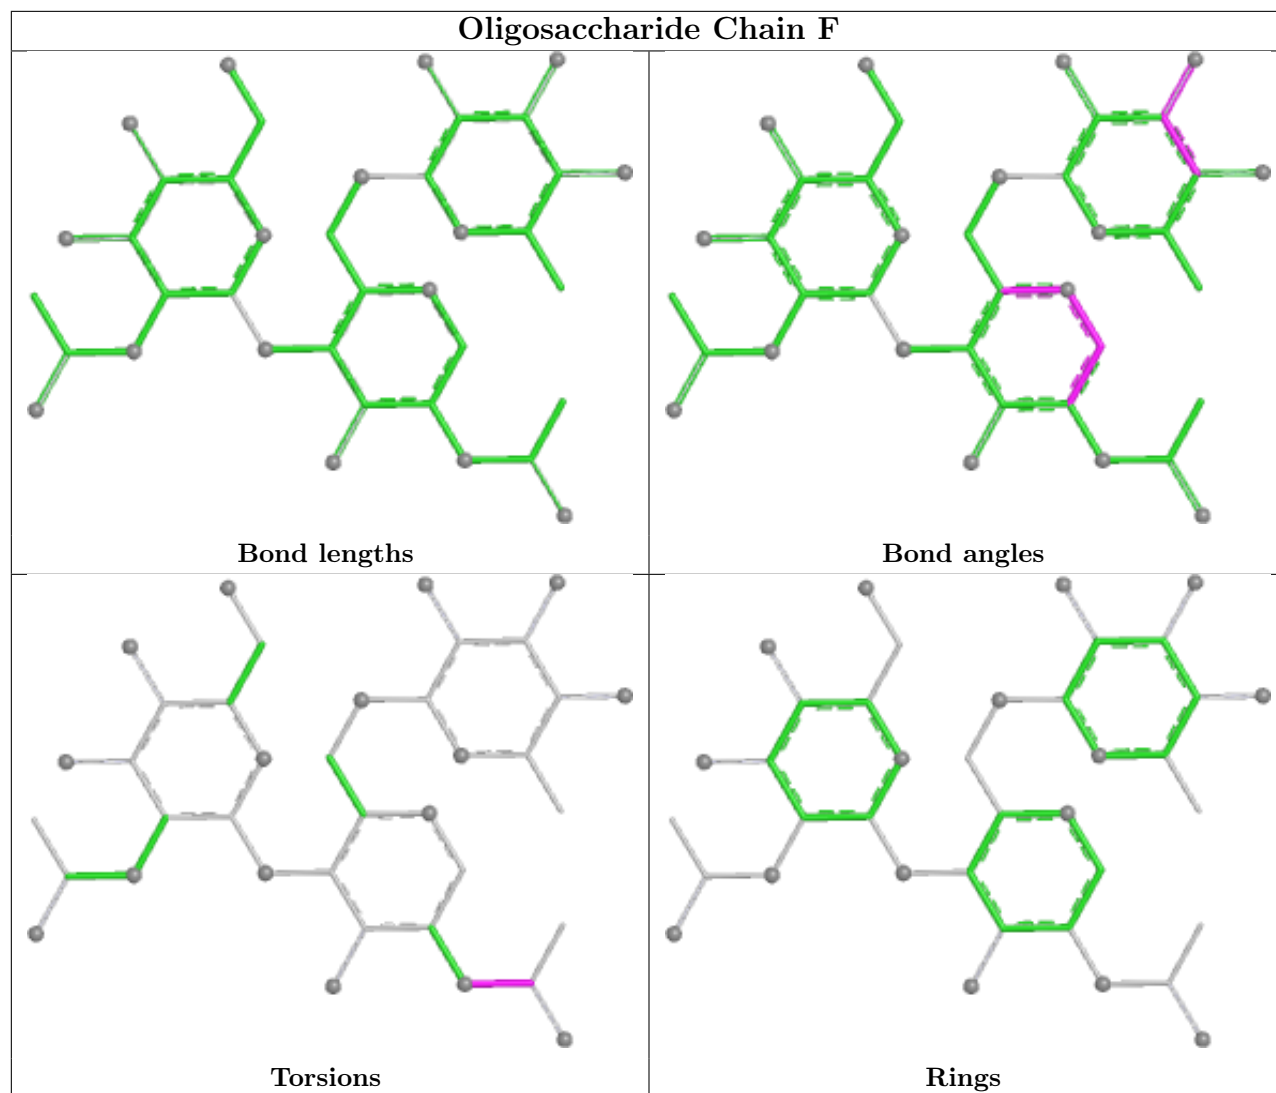 Oligosaccharide Chain F
Bond lengths
Bond angles
Torsions
Rings